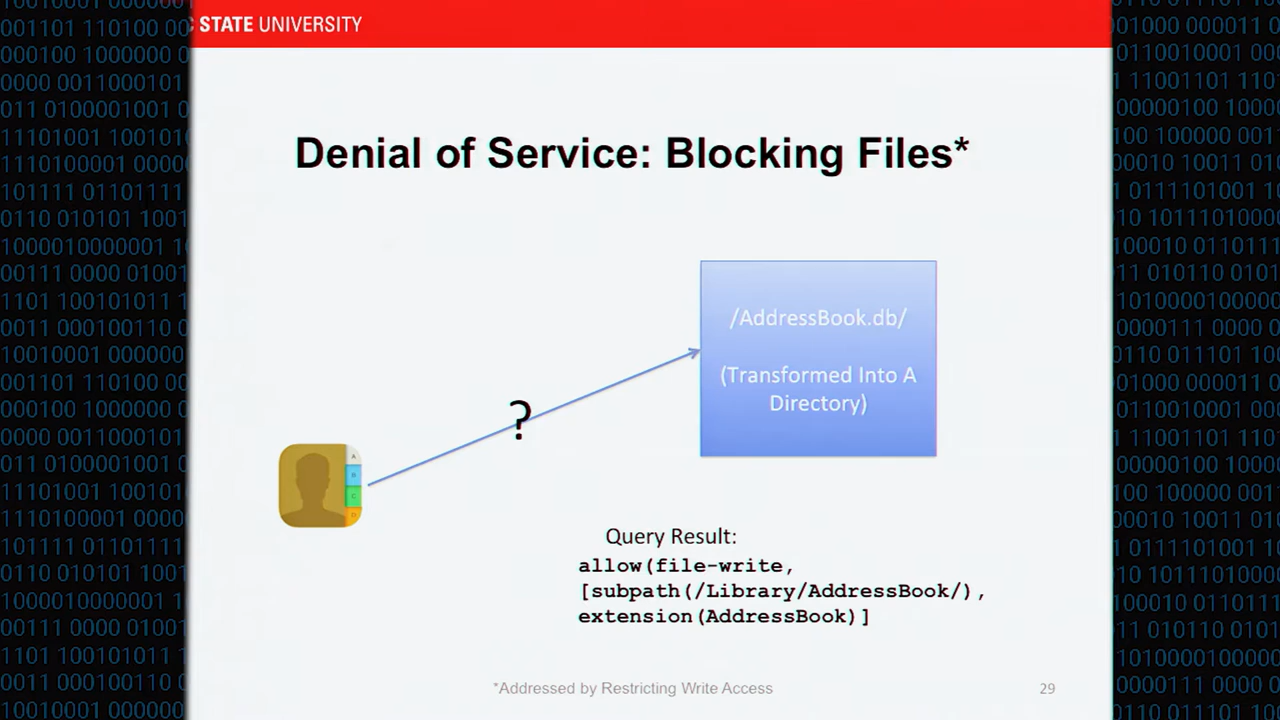 STATE UNIVERSITY
Denial of Service: Blocking Files*
/AddressBook.db/
(Transformed Into A
Directory)
?
A
B
C
D
Query Result:
allow(file-write,
[subpath(/Library/AddressBook/),
extension(AddressBook)]
*Addressed by Restricting Write Access
29